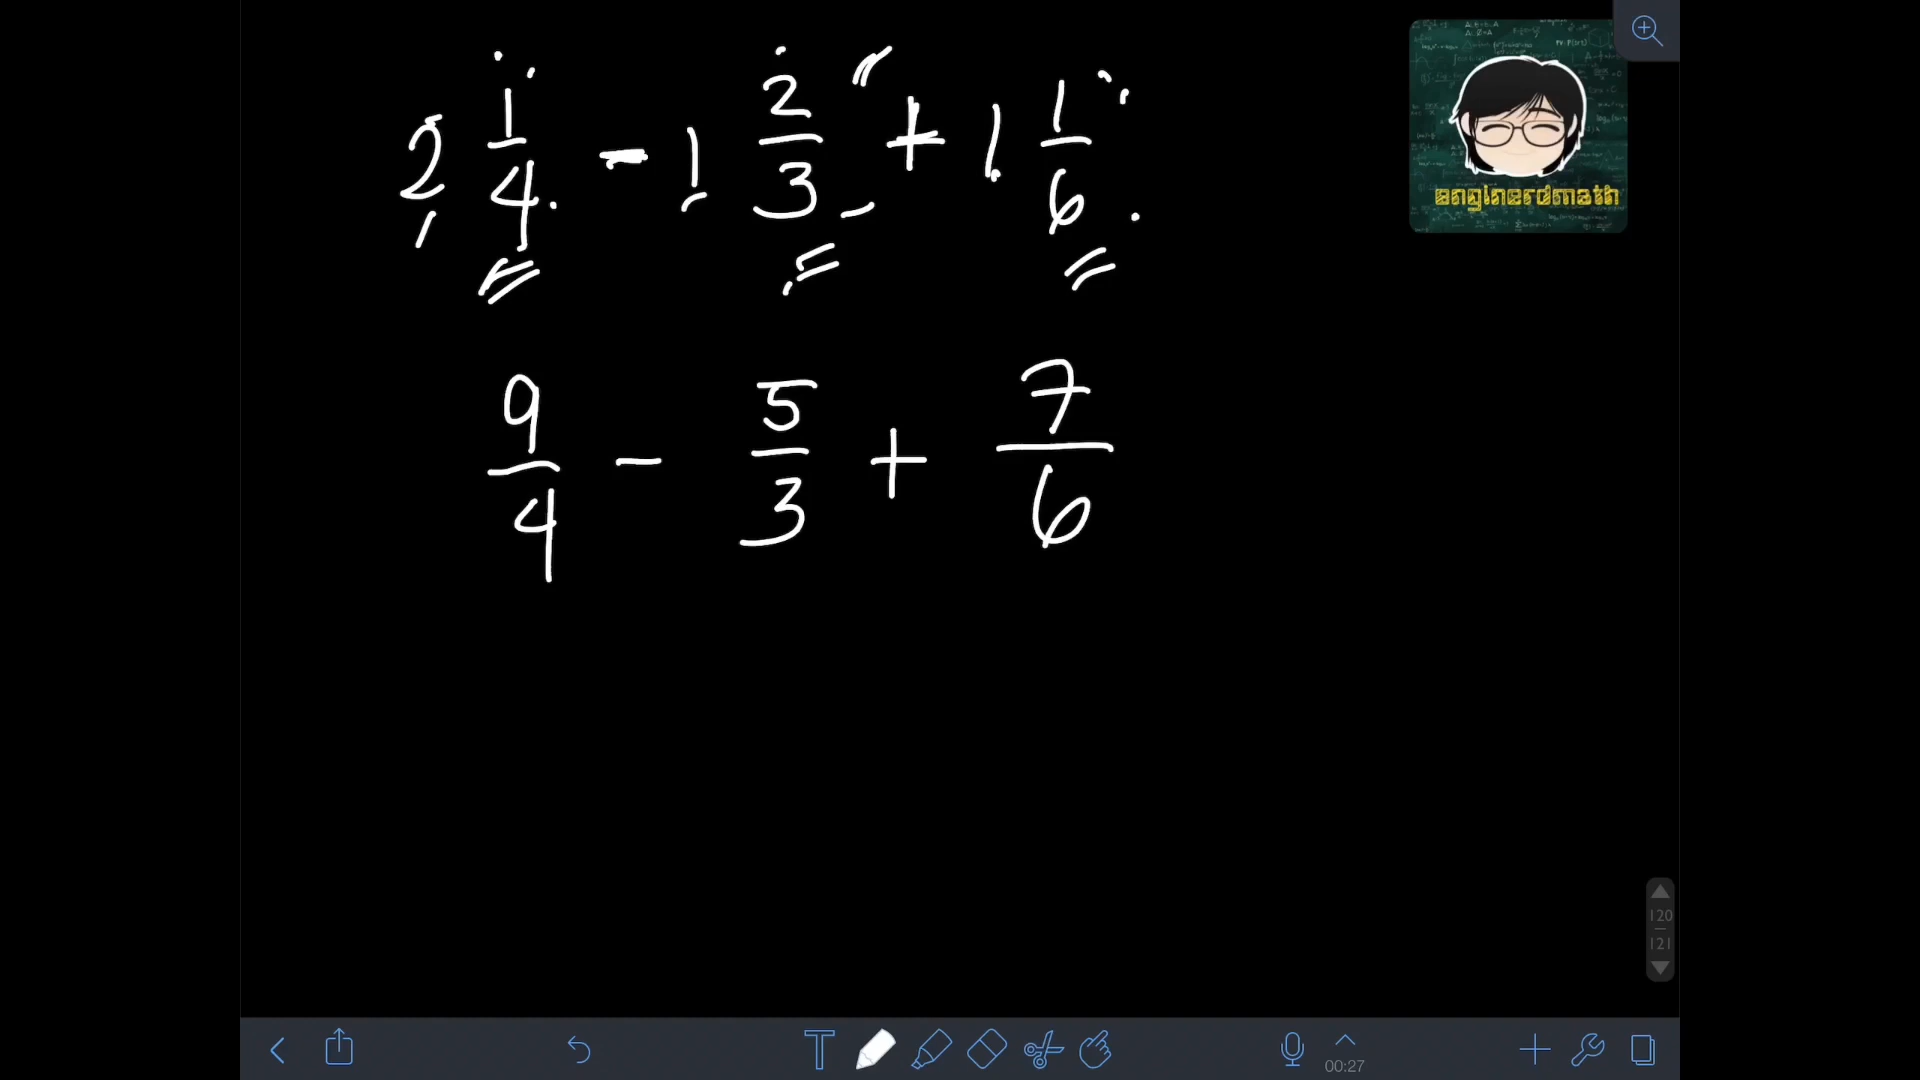 2 1/4 - 1 2/3 + 1 1/6
enginerdmath
9/4 - 5/3 + 7/6
120
121
T
00:27